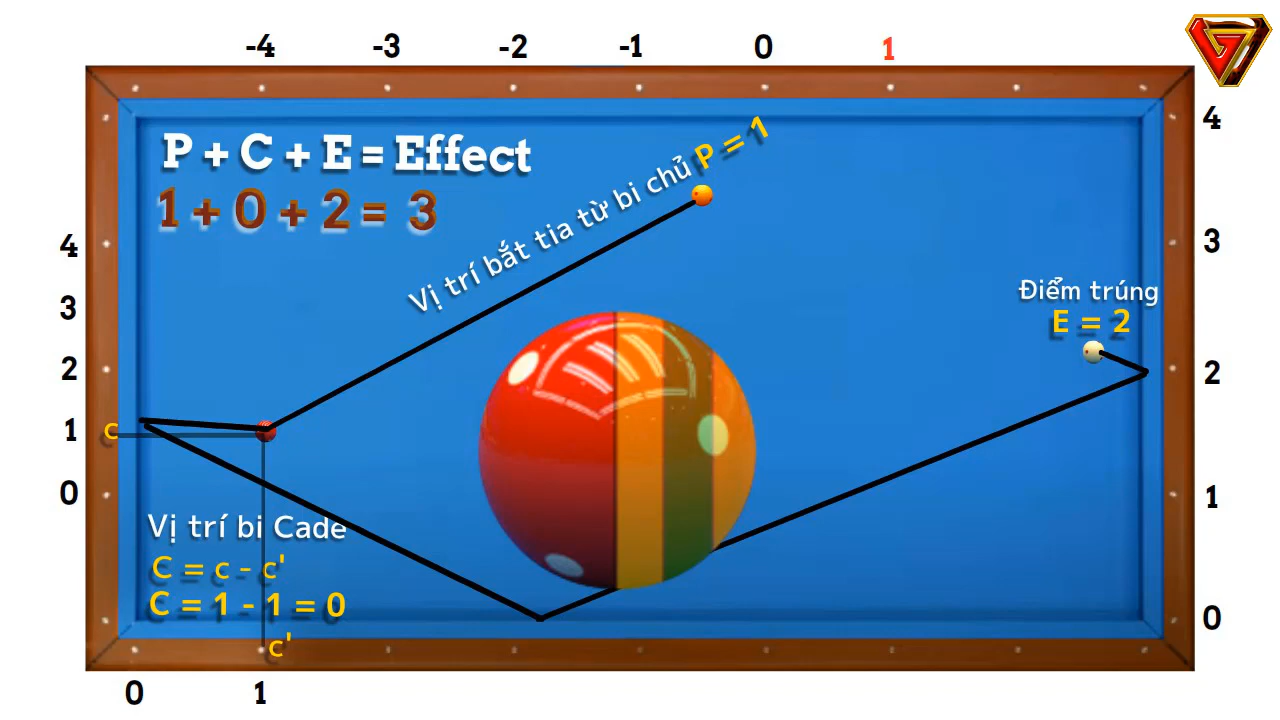 -4 -3 -2 -1 0 1
P + C + E = Effect
1 + 0 + 2 = 3
Vị trí bắt tia từ bi chủ P = 1
4
3
2
1
0
c
4
3
2
1
0
Điểm trúng
E = 2
Vị trí bi Cade
C = c - c'
C = 1 - 1 = 0
c'
0 1